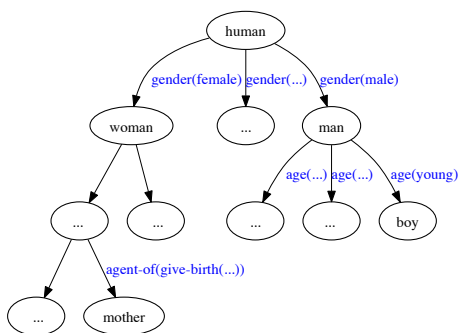 human
gender(female) gender(...) gender(male)
woman ... man
age(...) age(...) age(young)
... ... ... ... boy
agent-of(give-birth(...))
... mother